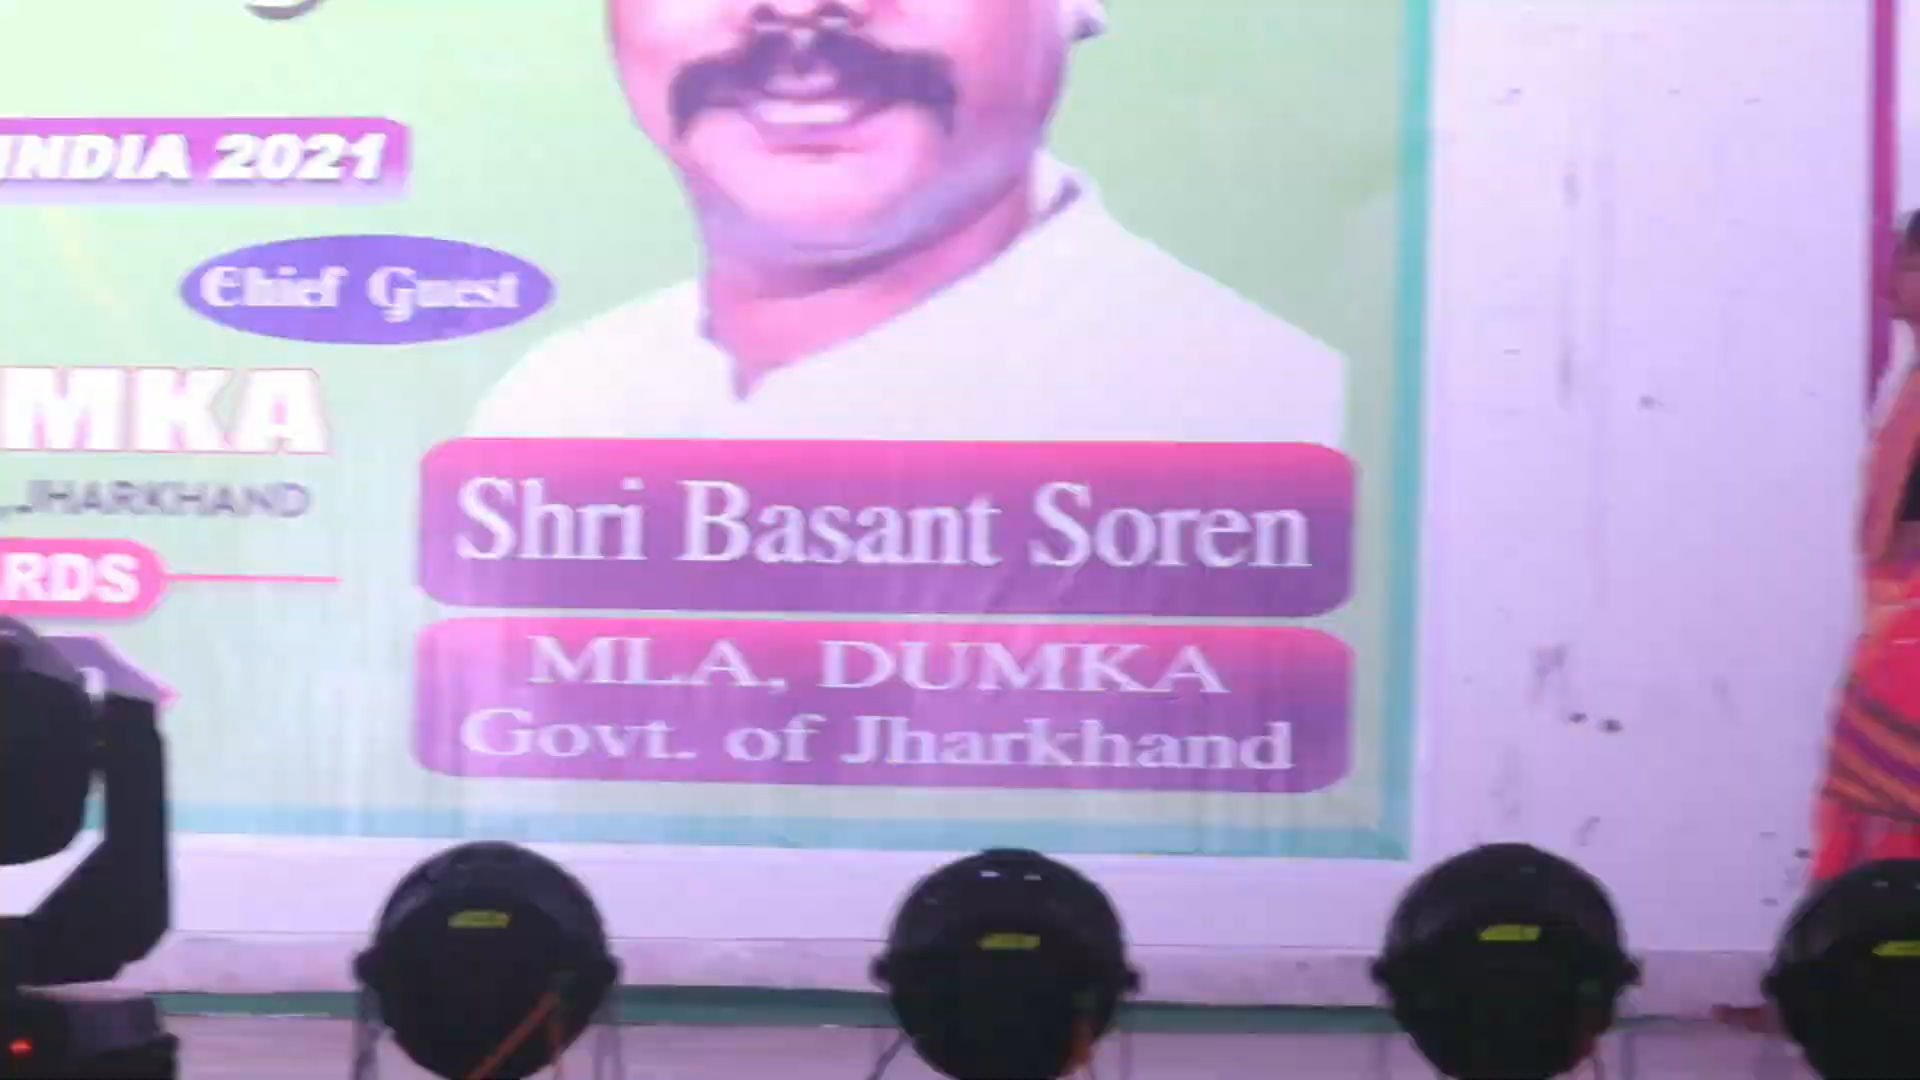 INDIA 2021
Chief Guest
MKA
JHARKHAND
RDS
Shri Basant Soren
MLA, DUMKA
Govt. of Jharkhand